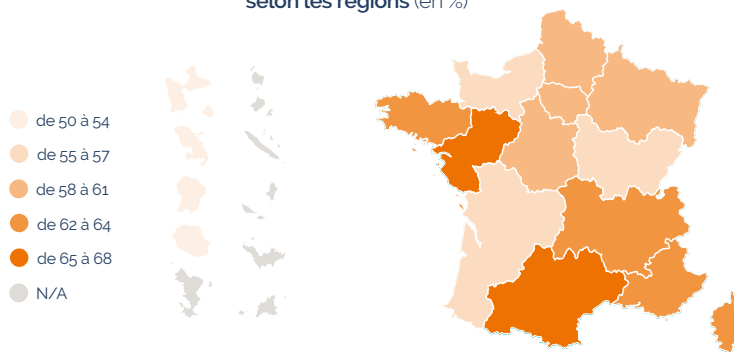 selon les régions (en %)
de 50 à 54
de 55 à 57
de 58 à 61
de 62 à 64
de 65 à 68
N/A